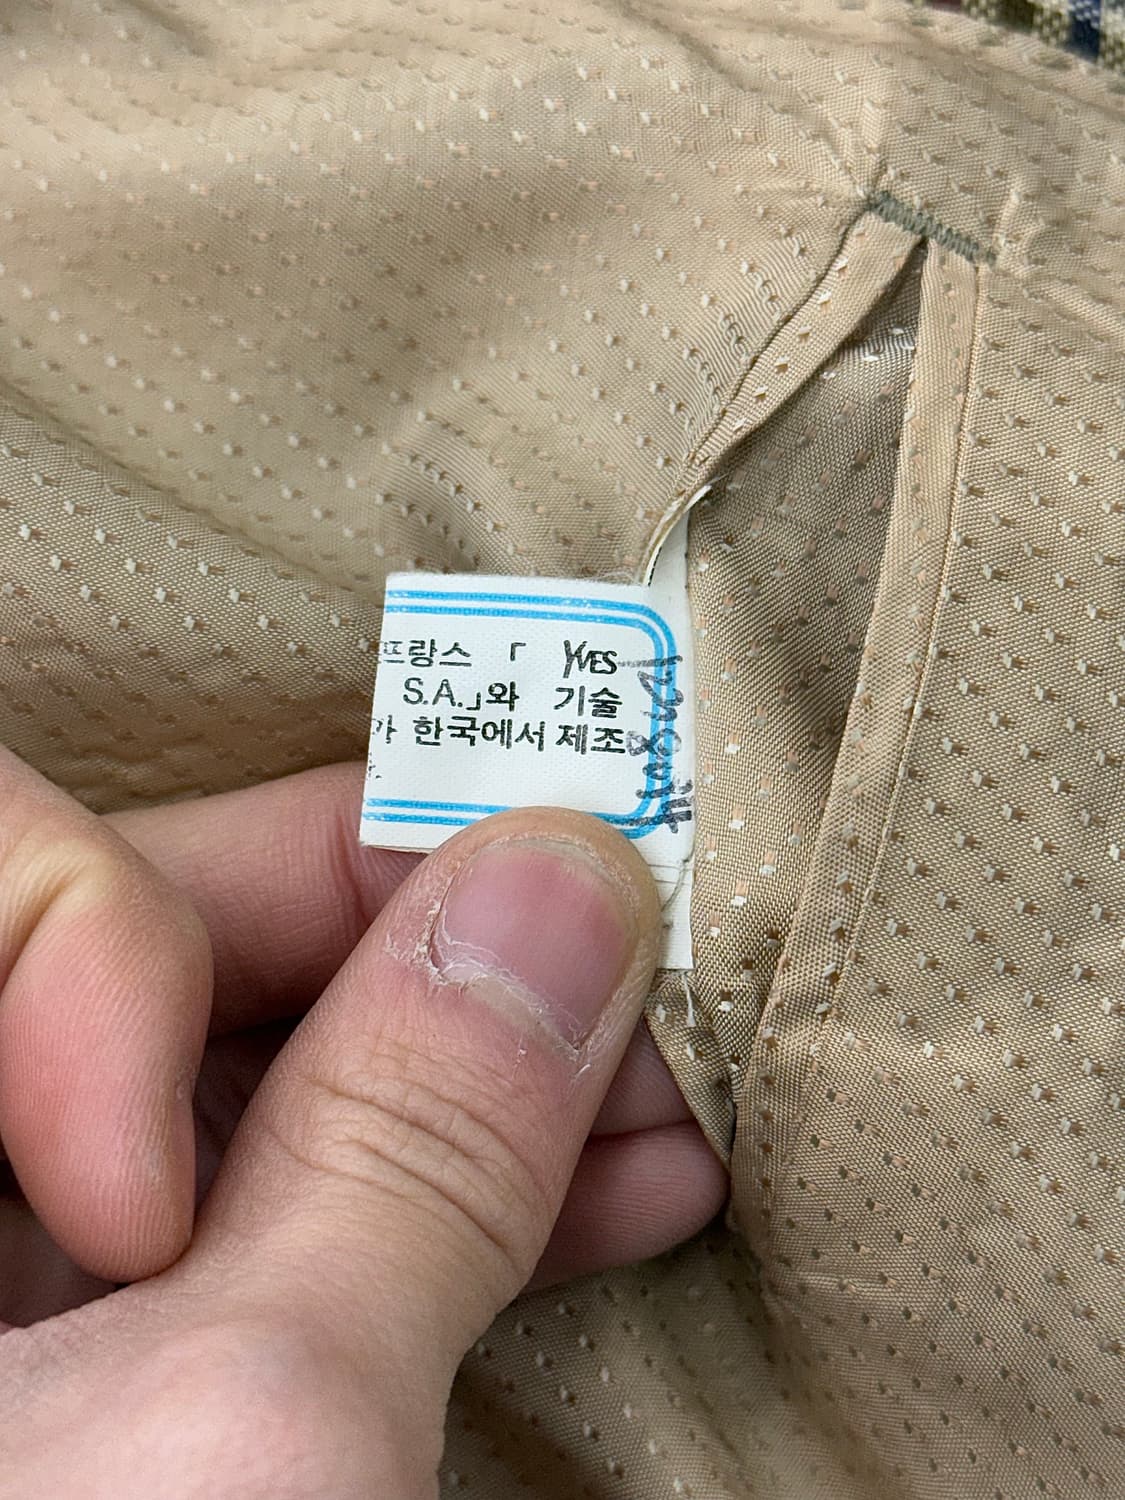 프랑스 「 YVES
S.A.」와 기술
가 한국에서 제조